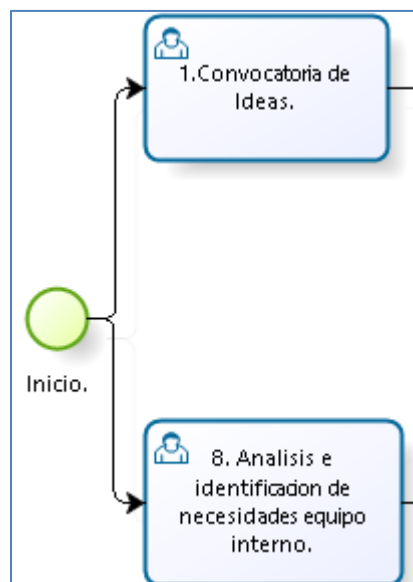 1.Convocatoria de
Ideas.
Inicio.
8. Analisis e
identificacion de
necesidades equipo
interno.